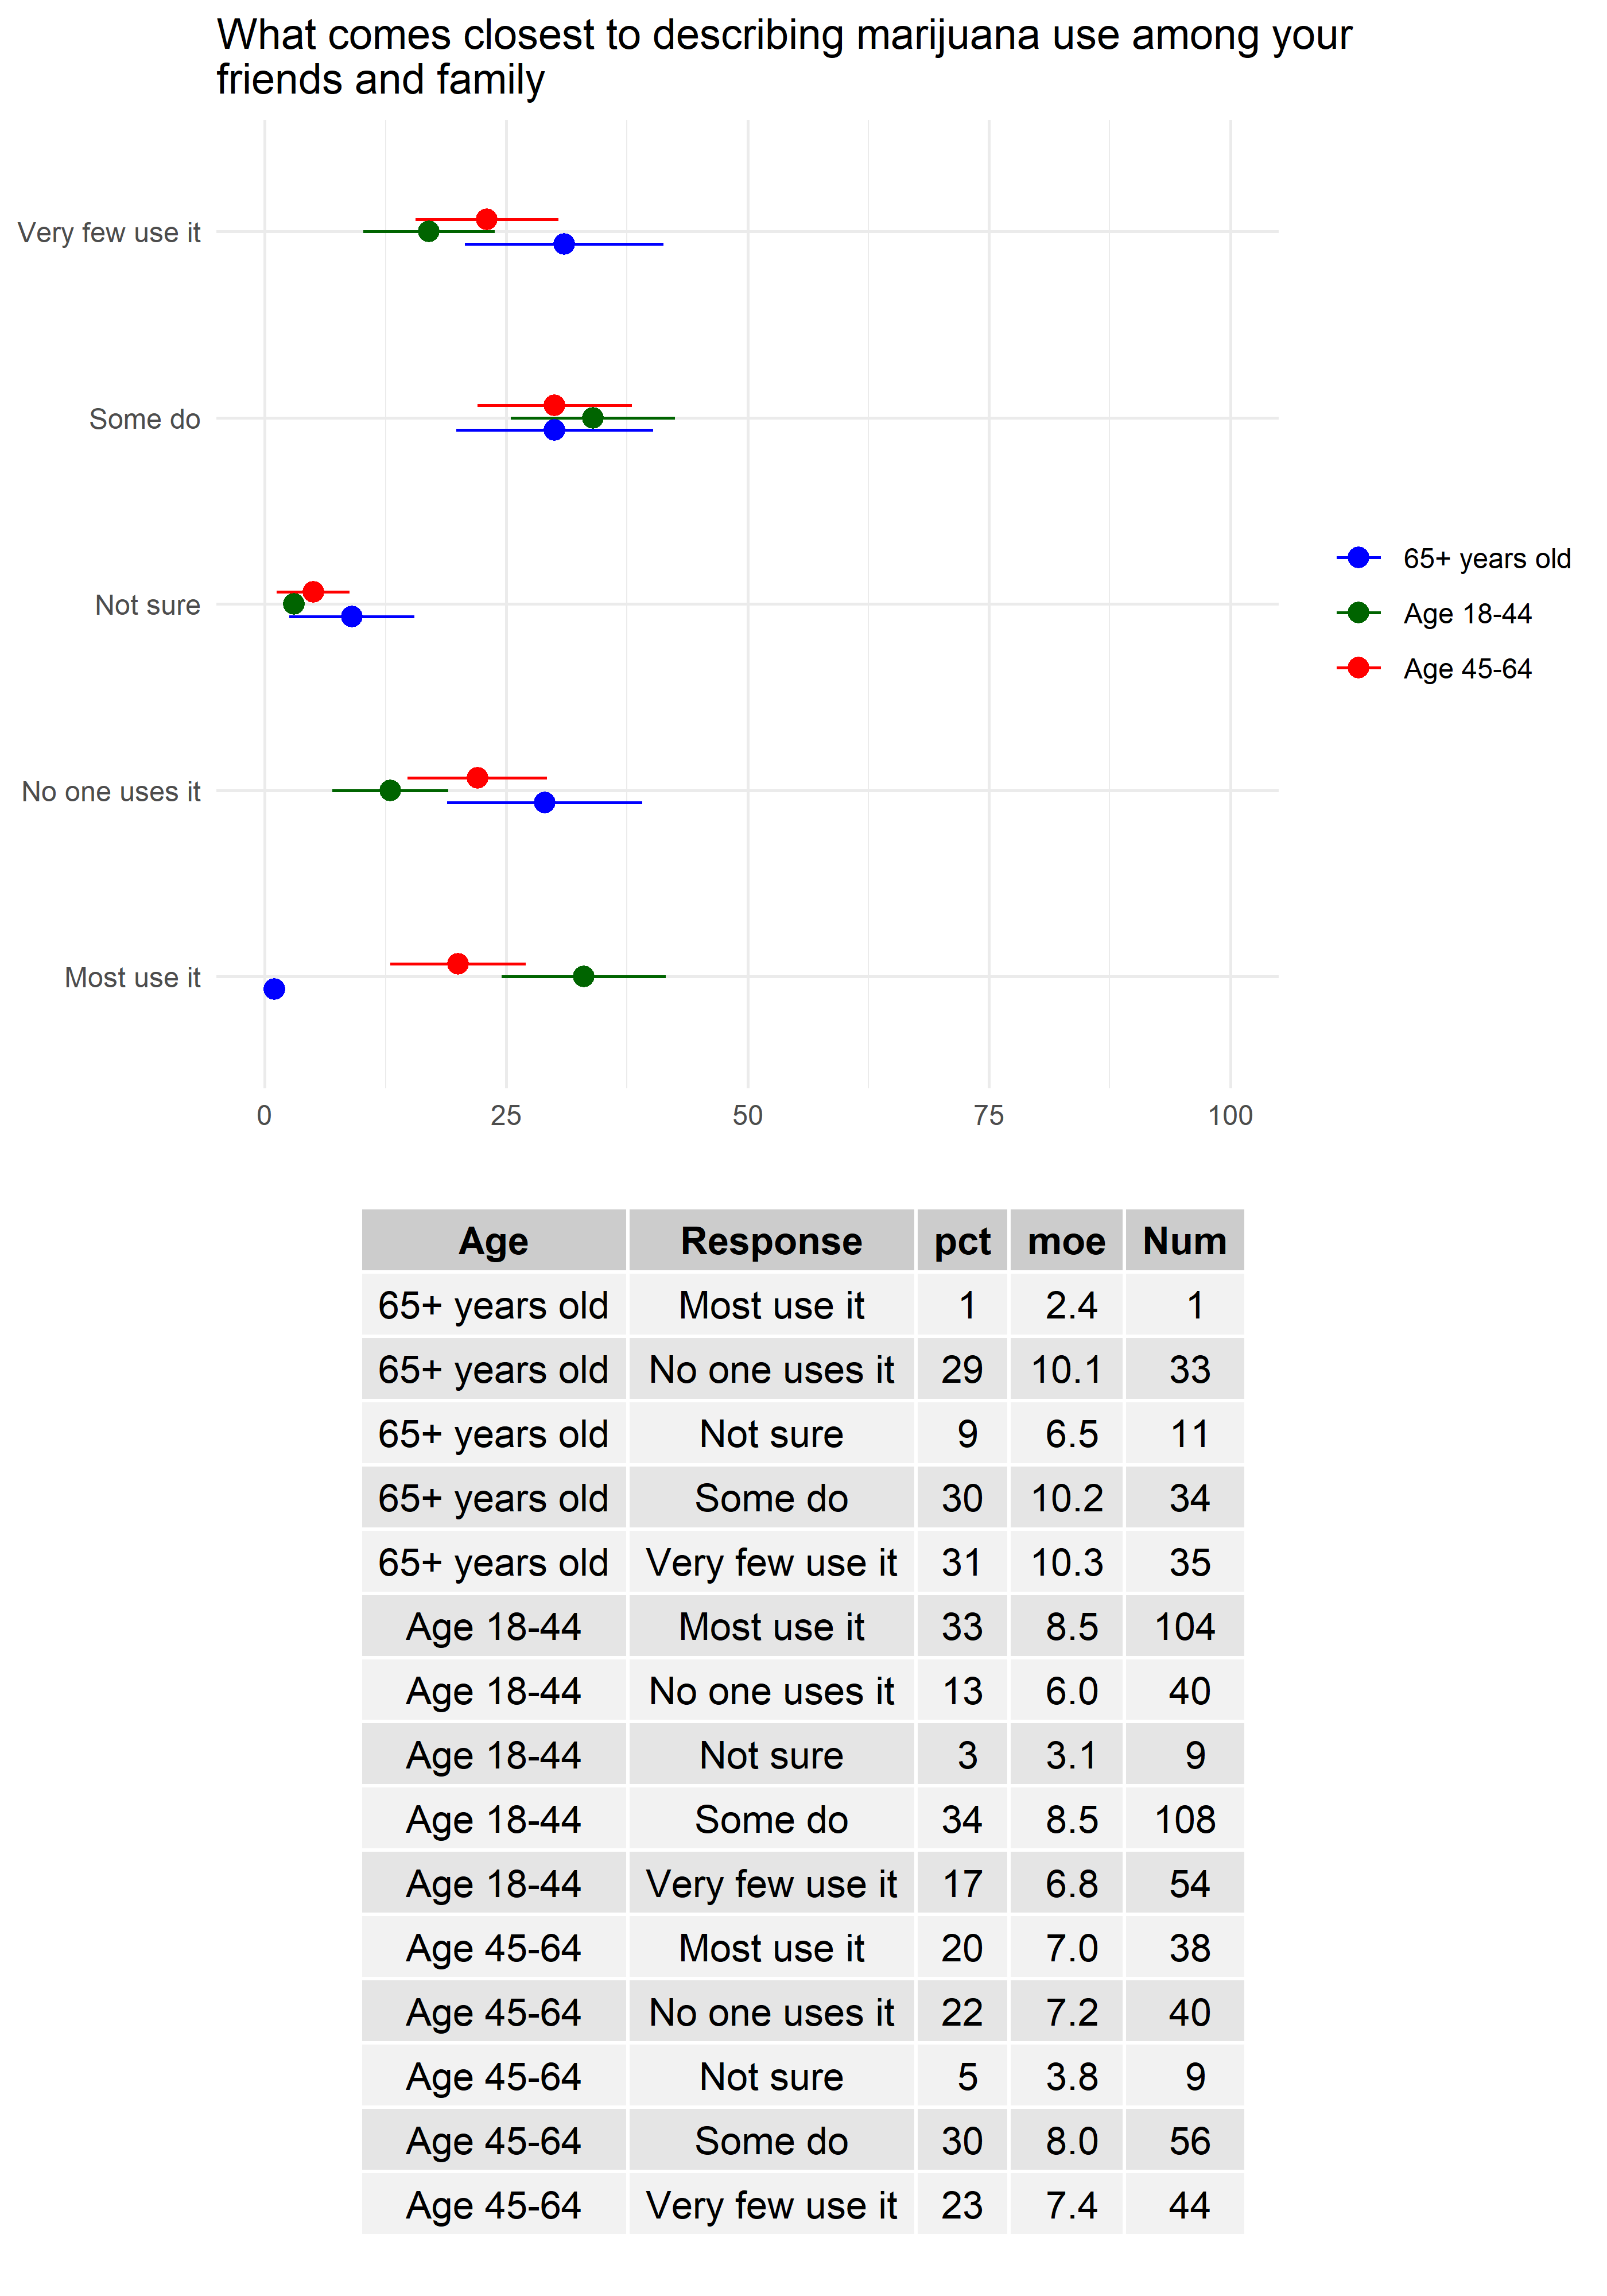 What comes closest to describing marijuana use among your
friends and family
Very few use it
Some do
Not sure
No one uses it
Most use it
0 25 50 75 100
65+ years old
Age 18-44
Age 45-64
Age Response pct moe Num
65+ years old Most use it 1 2.4 1
65+ years old No one uses it 29 10.1 33
65+ years old Not sure 9 6.5 11
65+ years old Some do 30 10.2 34
65+ years old Very few use it 31 10.3 35
Age 18-44 Most use it 33 8.5 104
Age 18-44 No one uses it 13 6.0 40
Age 18-44 Not sure 3 3.1 9
Age 18-44 Some do 34 8.5 108
Age 18-44 Very few use it 17 6.8 54
Age 45-64 Most use it 20 7.0 38
Age 45-64 No one uses it 22 7.2 40
Age 45-64 Not sure 5 3.8 9
Age 45-64 Some do 30 8.0 56
Age 45-64 Very few use it 23 7.4 44